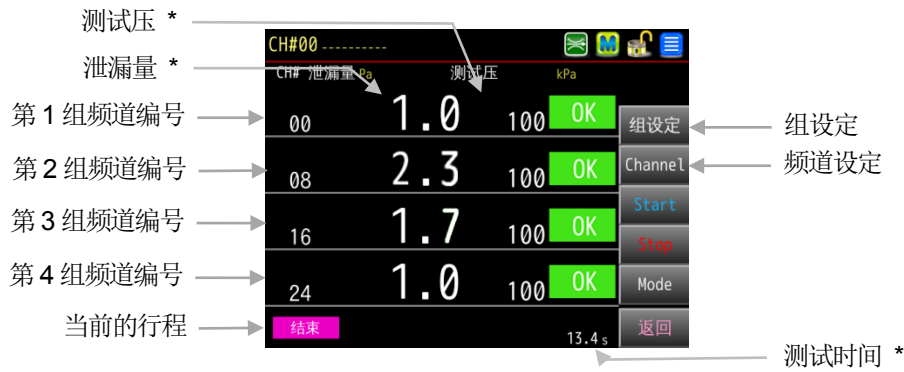 测试压 *
泄漏量 *
第 1 组频道编号
第 2 组频道编号
第 3 组频道编号
第 4 组频道编号
当前的行程
CH#00 ----------
M
CH# 泄漏量 Pa 测试压 kPa
00 1.0 100 OK
08 2.3 100 OK
16 1.7 100 OK
24 1.0 100 OK
结束
13.4 s
组设定
Channel
Start
Stop
Mode
返回
组设定
频道设定
测试时间 *